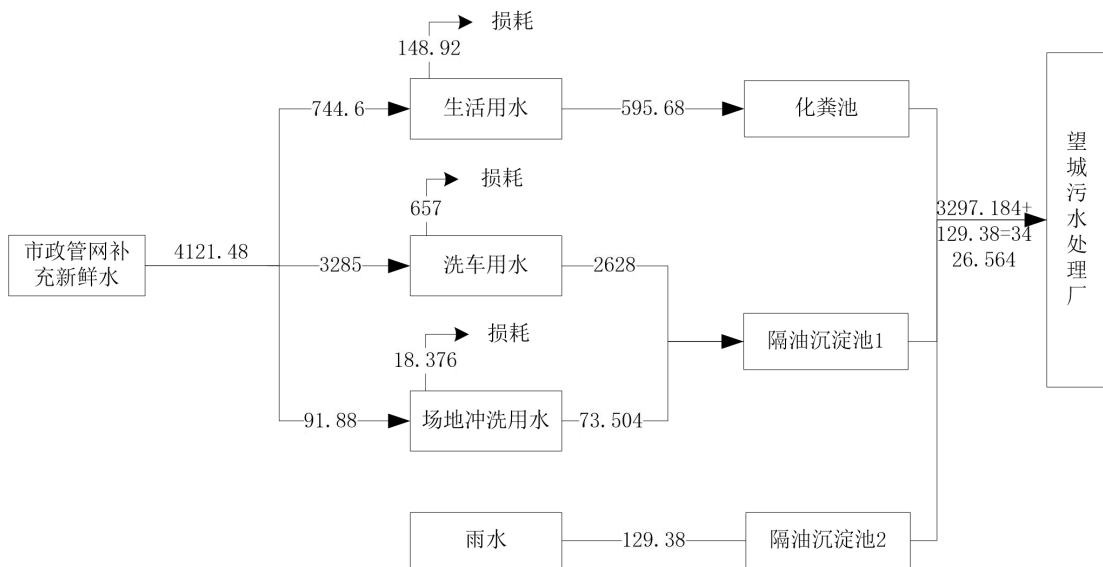 损耗
148.92
744.6
生活用水
595.68
化粪池
望城污水处理厂
损耗
657
3297.184+
129.38=34
26.564
市政管网补
充新鲜水
4121.48
3285
洗车用水
2628
损耗
18.376
隔油沉淀池1
91.88
场地冲洗用水
73.504
雨水
129.38
隔油沉淀池2